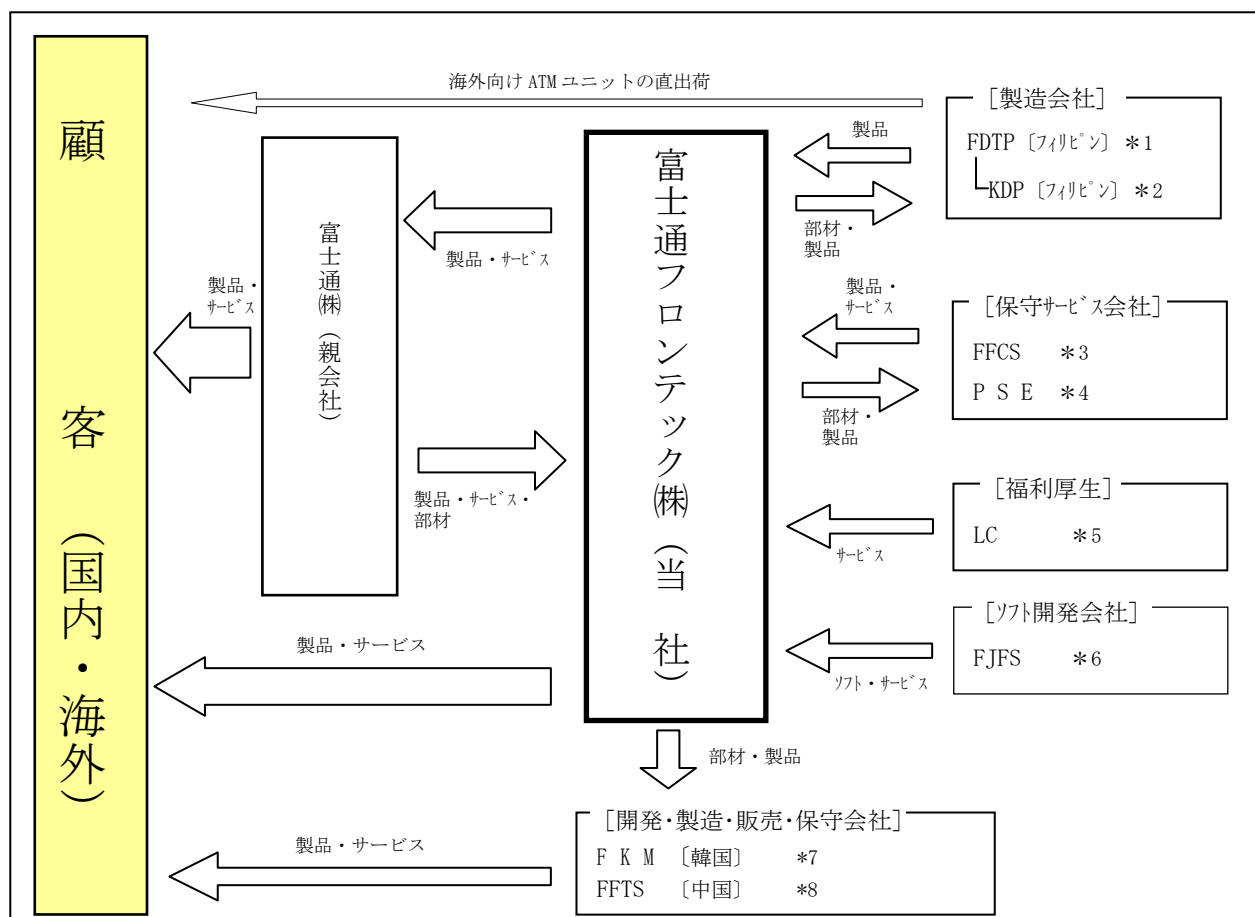 顧客(国内・海外)
海外向け ATM ユニットの直出荷
[製造会社]
FDTP〔フィリピン〕*1
KDP〔フィリピン〕*2
製品
部材・
製品
富士通㈱(親会社)
製品・サービス
製品・
サービス
製品・サービス・
部材
富士通フロンテック㈱(当 社)
製品・
サービス
部材・
製品
[保守サービス会社]
FFCS *3
P S E *4
[福利厚生]
LC *5
サービス
[ソフト開発会社]
FJFS *6
ソフト・サービス
製品・サービス
部材・製品
[開発・製造・販売・保守会社]
F K M 〔韓国〕 *7
FFTS 〔中国〕 *8
製品・サービス